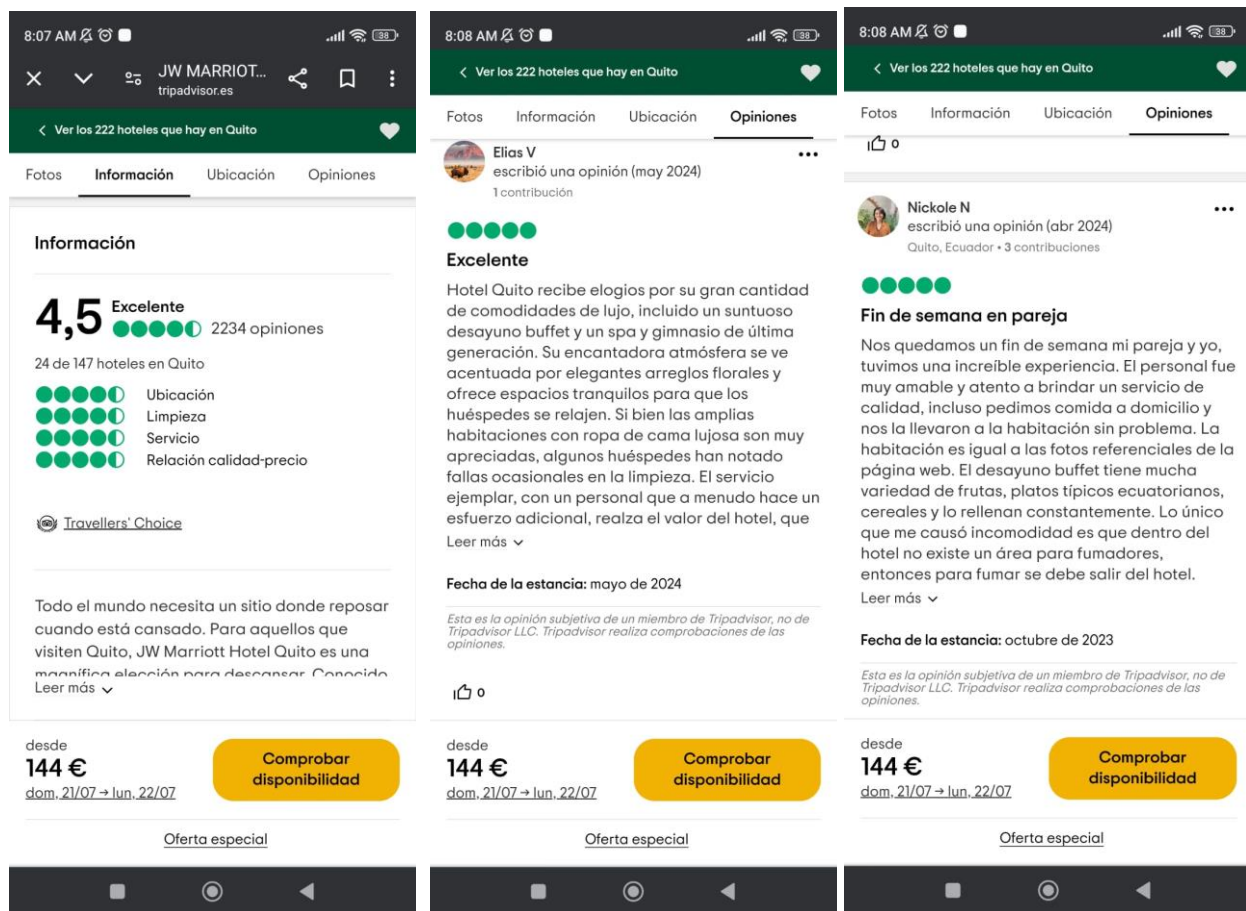 8:07 AM
38
JW MARRIOT...
tripadvisor.es
Ver los 222 hoteles que hay en Quito
Fotos Información Ubicación Opiniones
Información
4,5 Excelente
2234 opiniones
24 de 147 hoteles en Quito
Ubicación
Limpieza
Servicio
Relación calidad-precio
Travellers' Choice
Todo el mundo necesita un sitio donde reposar
cuando está cansado. Para aquellos que
visiten Quito, JW Marriott Hotel Quito es una
magnífica elección para descansar. Conocido
Leer más
desde
144 €
dom, 21/07 → lun, 22/07
Comprobar
disponibilidad
Oferta especial
8:08 AM
38
Ver los 222 hoteles que hay en Quito
Fotos Información Ubicación Opiniones
Elias V
escribió una opinión (may 2024)
1 contribución
Excelente
Hotel Quito recibe elogios por su gran cantidad
de comodidades de lujo, incluido un suntuoso
desayuno buffet y un spa y gimnasio de última
generación. Su encantadora atmósfera se ve
acentuada por elegantes arreglos florales y
ofrece espacios tranquilos para que los
huéspedes se relajen. Si bien las amplias
habitaciones con ropa de cama lujosa son muy
apreciadas, algunos huéspedes han notado
fallas ocasionales en la limpieza. El servicio
ejemplar, con un personal que a menudo hace un
esfuerzo adicional, realza el valor del hotel, que
Leer más
Fecha de la estancia: mayo de 2024
Esta es la opinión subjetiva de un miembro de Tripadvisor, no de
Tripadvisor LLC. Tripadvisor realiza comprobaciones de las
opiniones.
0
desde
144 €
dom, 21/07 → lun, 22/07
Comprobar
disponibilidad
Oferta especial
8:08 AM
38
Ver los 222 hoteles que hay en Quito
Fotos Información Ubicación Opiniones
0
Nickole N
escribió una opinión (abr 2024)
Quito, Ecuador • 3 contribuciones
Fin de semana en pareja
Nos quedamos un fin de semana mi pareja y yo,
tuvimos una increíble experiencia. El personal fue
muy amable y atento a brindar un servicio de
calidad, incluso pedimos comida a domicilio y
nos la llevaron a la habitación sin problema. La
habitación es igual a las fotos referenciales de la
página web. El desayuno buffet tiene mucha
variedad de frutas, platos típicos ecuatorianos,
cereales y lo rellenan constantemente. Lo único
que me causó incomodidad es que dentro del
hotel no existe un área para fumadores,
entonces para fumar se debe salir del hotel.
Leer más
Fecha de la estancia: octubre de 2023
Esta es la opinión subjetiva de un miembro de Tripadvisor, no de
Tripadvisor LLC. Tripadvisor realiza comprobaciones de las
opiniones.
desde
144 €
dom, 21/07 → lun, 22/07
Comprobar
disponibilidad
Oferta especial